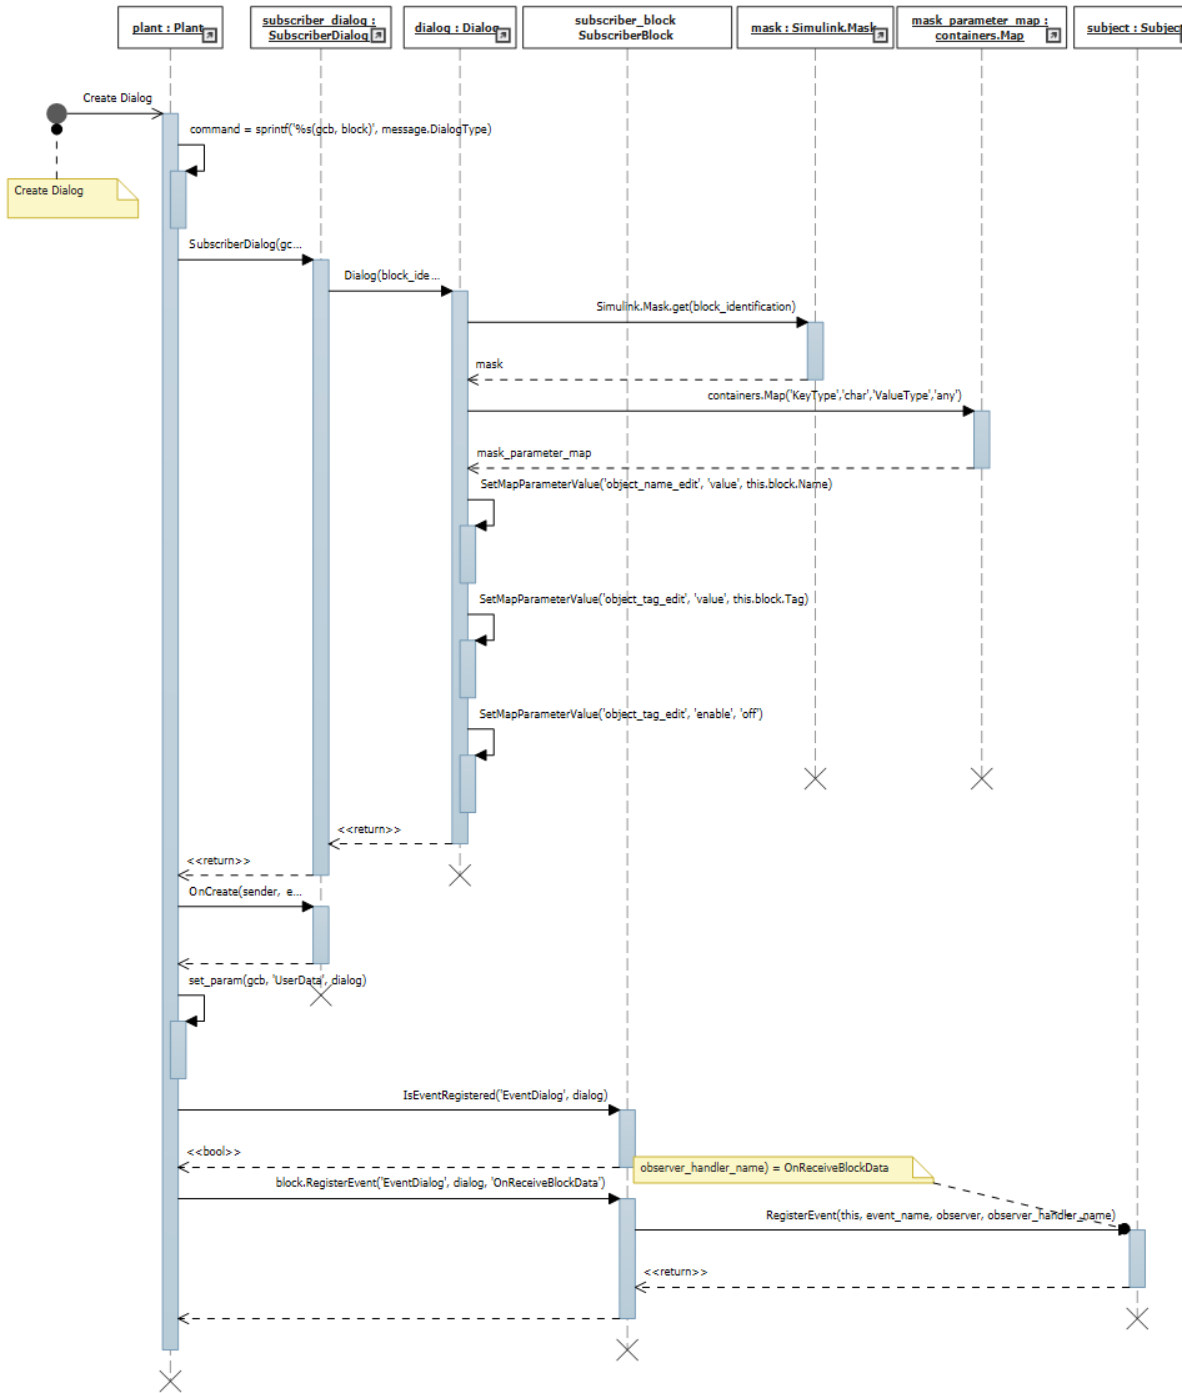 plant : Plant
subscriber_dialog :
SubscriberDialog
dialog : Dialog
subscriber_block
SubscriberBlock
mask : Simulink.Mask
mask_parameter_map :
containers.Map
subject : Subject
Create Dialog
command = sprintf('%s(gcb, block)', message.DialogType)
Create Dialog
SubscriberDialog(gc...
Dialog(block_ide...
Simulink.Mask.get(block_identification)
mask
containers.Map('KeyType','char','ValueType','any')
mask_parameter_map
SetMapParameterValue('object_name_edit', 'value', this.block.Name)
SetMapParameterValue('object_tag_edit', 'value', this.block.Tag)
SetMapParameterValue('object_tag_edit', 'enable', 'off')
<<return>>
<<return>>
OnCreate(sender, e...
set_param(gcb, 'UserData', dialog)
IsEventRegistered('EventDialog', dialog)
<<bool>>
observer_handler_name) = OnReceiveBlockData
block.RegisterEvent('EventDialog', dialog, 'OnReceiveBlockData')
RegisterEvent(this, event_name, observer, observer_handler_name)
<<return>>